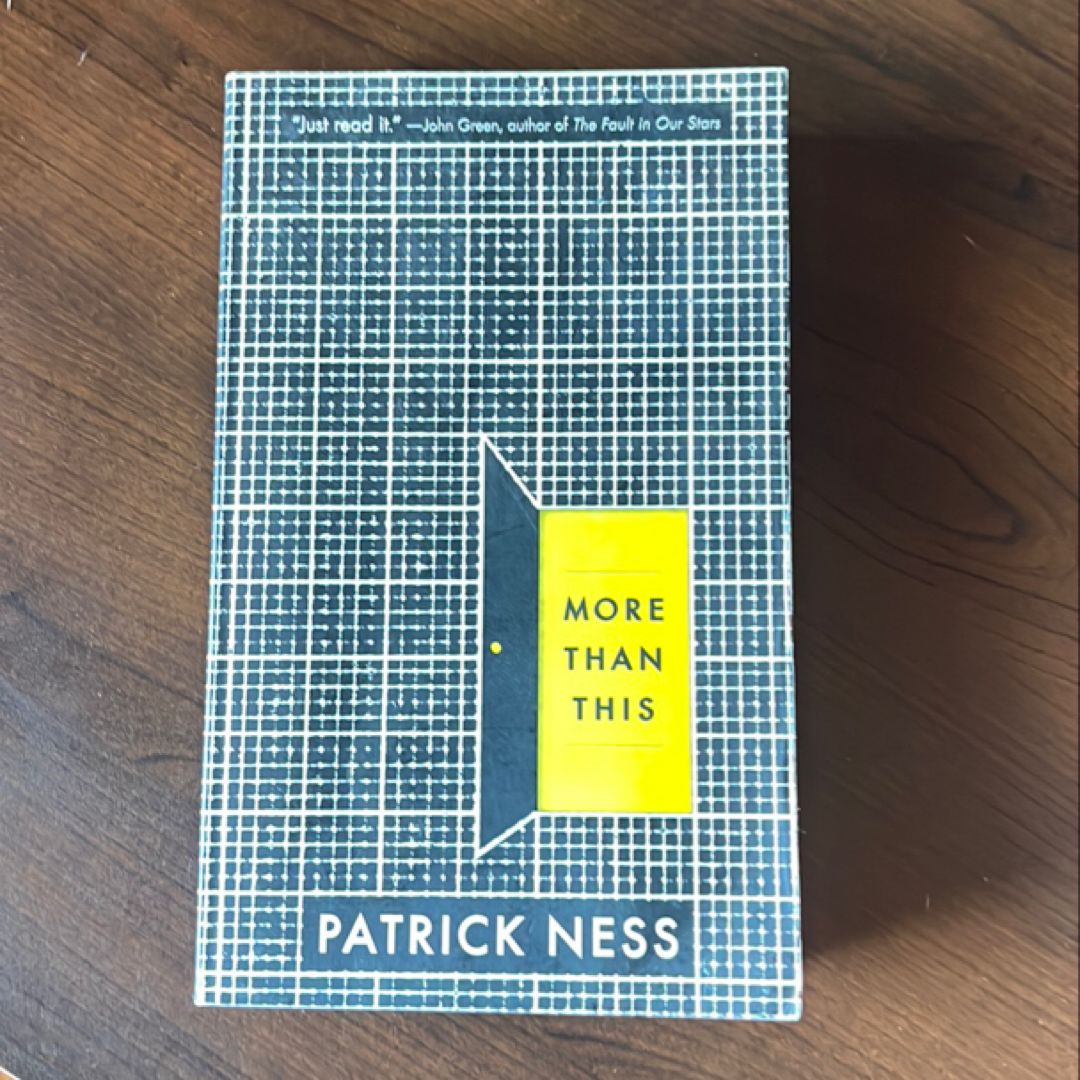 "Just read it." —John Green, author of The Fault in Our Stars
MORE
THAN
THIS
PATRICK NESS